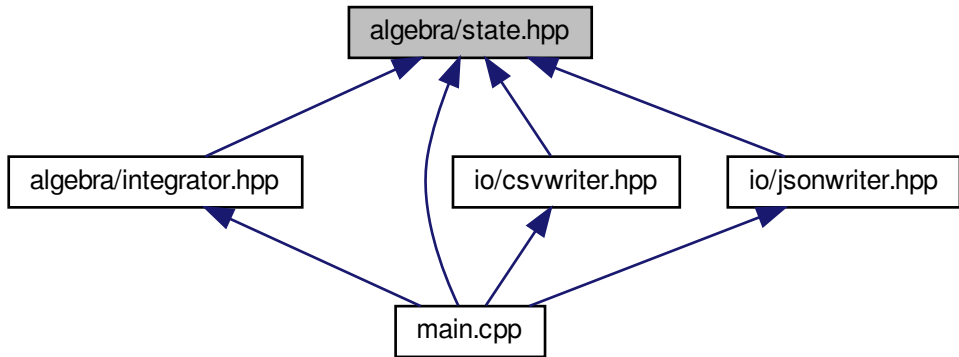 algebra/state.hpp
algebra/integrator.hpp
io/csvwriter.hpp
io/jsonwriter.hpp
main.cpp